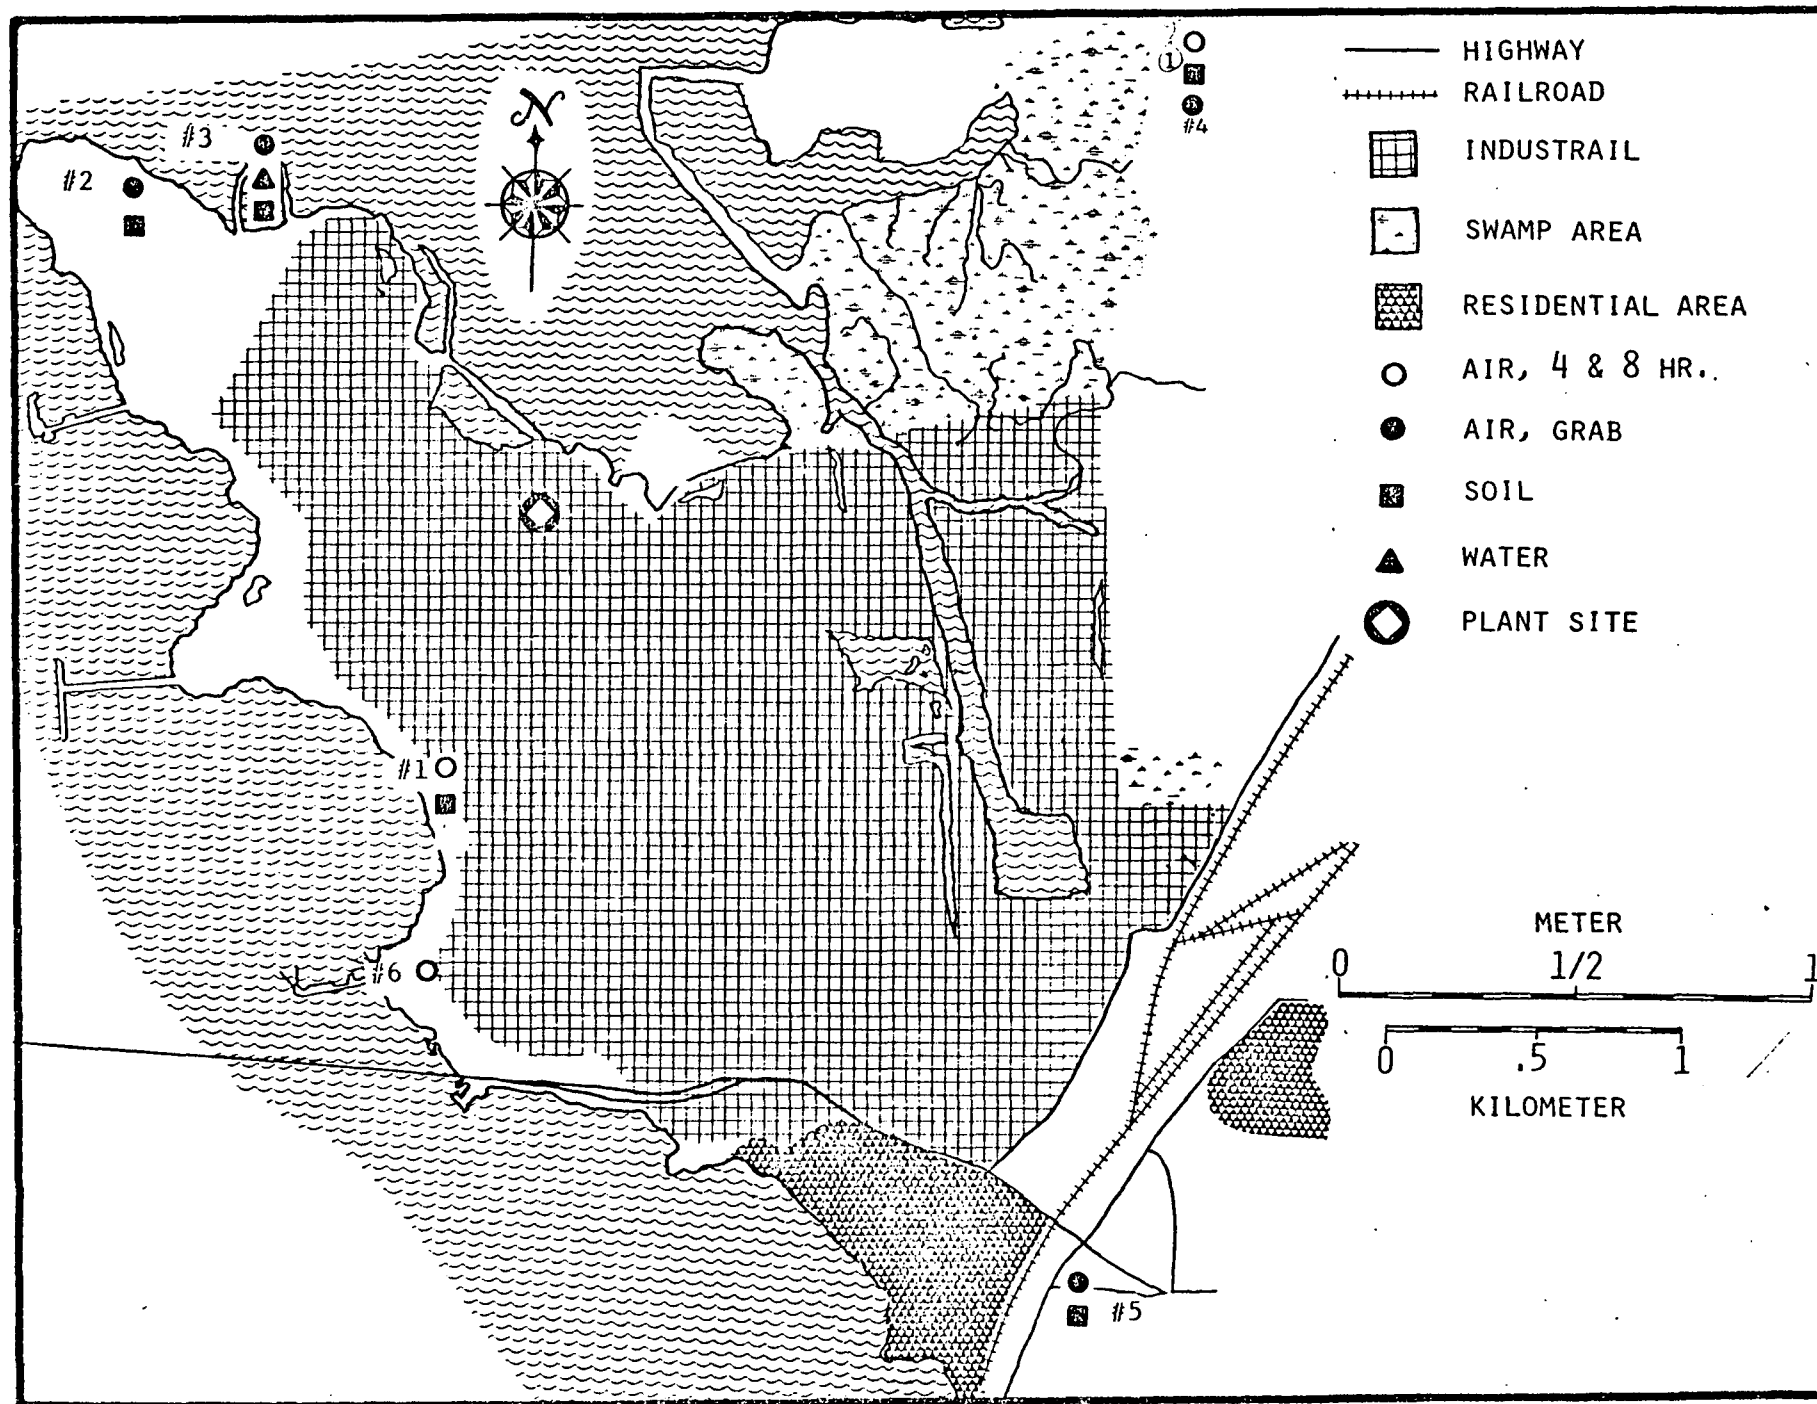 HIGHWAY
RAILROAD
INDUSTRAIL
SWAMP AREA
RESIDENTIAL AREA
AIR, 4 & 8 HR.
AIR, GRAB
SOIL
WATER
PLANT SITE
N
1
#4
#3
#2
#1
#6
#5
METER
0 1/2 1
0 .5 1
KILOMETER